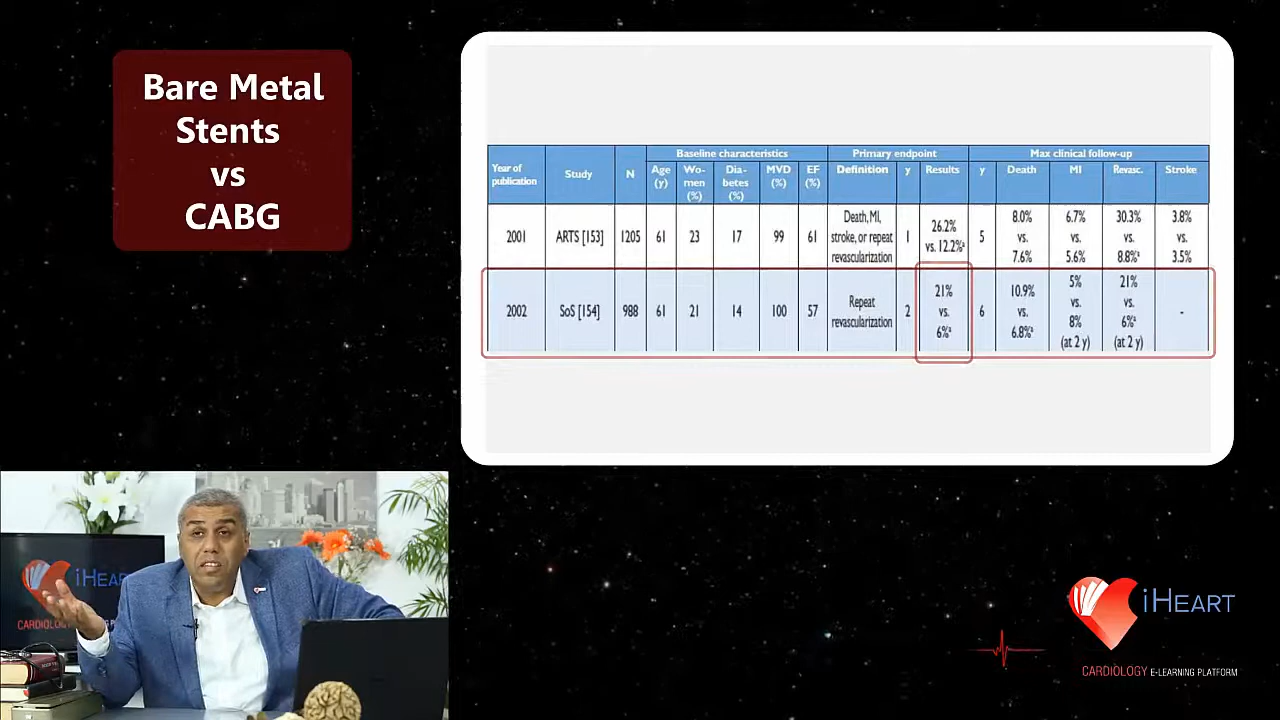 Bare Metal
Stents
vs
CABG
Baseline characteristics Primary endpoint Max clinical follow-up
Year of publication Study N Age (y) Wo-men (%) Dia-betes (%) MVD (%) EF (%) Definition y Results y Death MI Revasc. Stroke
2001 ARTS [153] 1205 61 23 17 99 61 Death, MI, stroke, or repeat revascularization 1 26.2% vs. 12.2%ª 5 8.0% vs. 7.6% 6.7% vs. 5.6% 30.3% vs. 8.8%ª 3.8% vs. 3.5%
2002 SoS [154] 988 61 21 14 100 57 Repeat revascularization 2 21% vs. 6%ª 6 10.9% vs. 6.8%ª 5% vs. 8% (at 2 y) 21% vs. 6%ª (at 2 y) -
iHEAR
CARDIOLOGY
iHEART
CARDIOLOGY E-LEARNING PLATFORM